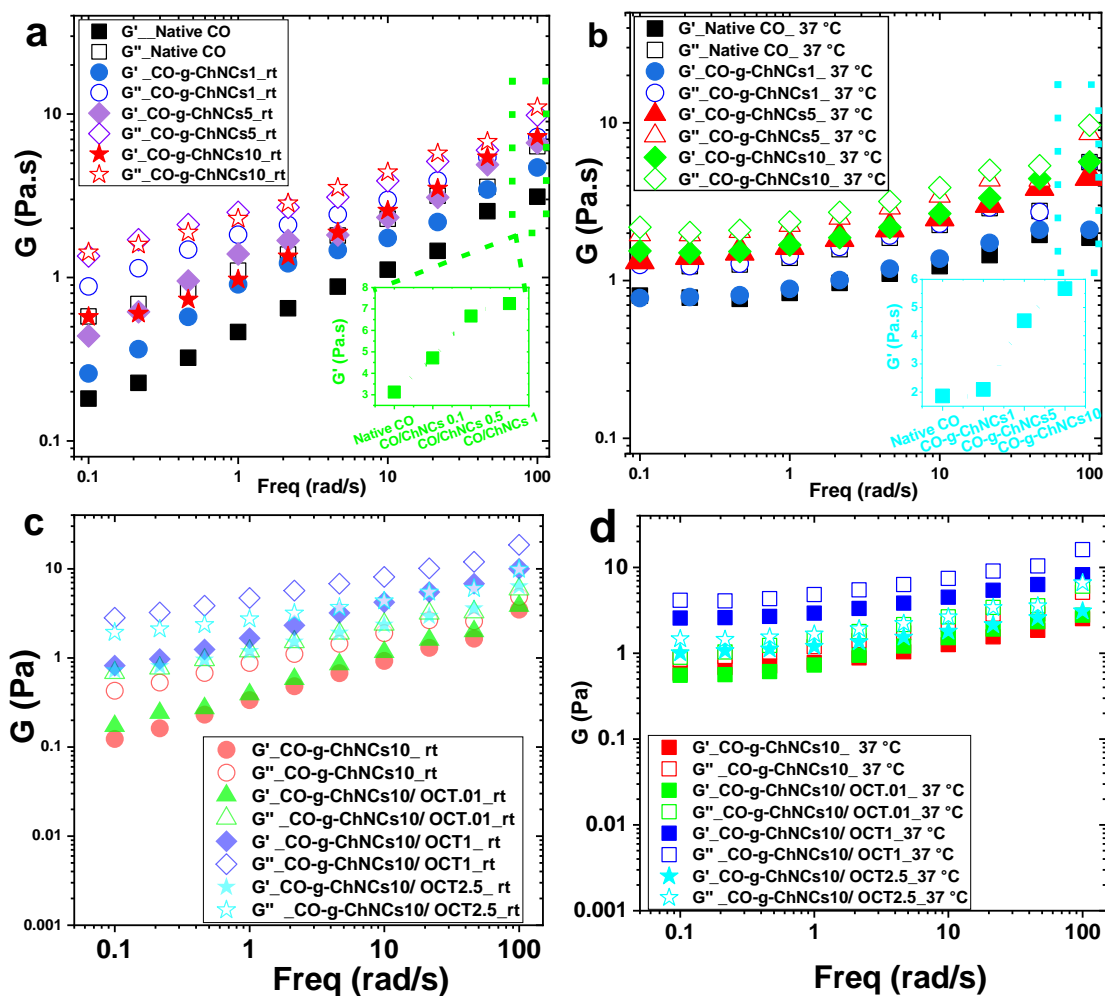 a
G'__Native CO
G''_Native CO
G' _CO-g-ChNCs1_rt
G''_CO-g-ChNCs1_rt
G'_CO-g-ChNCs5_rt
G''_CO-g-ChNCs5_rt
G'_CO-g-ChNCs10_rt
G''_CO-g-ChNCs10_rt
G (Pa.s)
10
1
0.1
0.1
1
10
100
Freq (rad/s)
G' (Pa.s)
8
7
6
5
4
3
Native CO
CO/ChNCs 0.1
CO/ChNCs 0.5
CO/ChNCs 1
b
G'_Native CO_ 37 °C
G''_Native CO_ 37 °C
G'_CO-g-ChNCs1_ 37 °C
G''_CO-g-ChNCs1_ 37 °C
G'_CO-g-ChNCs5_ 37 °C
G''_CO-g-ChNCs5_ 37 °C
G'_CO-g-ChNCs10_ 37 °C
G''_CO-g-ChNCs10_ 37 °C
G (Pa.s)
10
1
0.1
0.1
1
10
100
Freq (rad/s)
G' (Pa.s)
6
5
4
3
2
Native CO
CO-g-ChNCs1
CO-g-ChNCs5
CO-g-ChNCs10
c
G (Pa)
10
1
0.1
0.01
0.001
G'_CO-g-ChNCs10_ rt
G''_CO-g-ChNCs10_rt
G'_CO-g-ChNCs10/ OCT.01_rt
G'' _CO-g-ChNCs10/ OCT.01_rt
G' _CO-g-ChNCs10/ OCT1_ rt
G'' _CO-g-ChNCs10/ OCT1_rt
G'_CO-g-ChNCs10/ OCT2.5_ rt
G'' _CO-g-ChNCs10/ OCT2.5_rt
0.1
1
10
100
Freq (rad/s)
d
G (Pa)
10
1
0.1
0.01
0.001
G'_CO-g-ChNCs10_ 37 °C
G'' _CO-g-ChNCs10_ 37 °C
G'_CO-g-ChNCs10/ OCT.01_ 37 °C
G'' _CO-g-ChNCs10/ OCT.01_37 °C
G'_CO-g-ChNCs10/ OCT1_37 °C
G'' _CO-g-ChNCs10/ OCT1_37 °C
G'_CO-g-ChNCs10/ OCT2.5_37 °C
G'' _CO-g-ChNCs10/ OCT2.5_37 °C
0.1
1
10
100
Freq (rad/s)